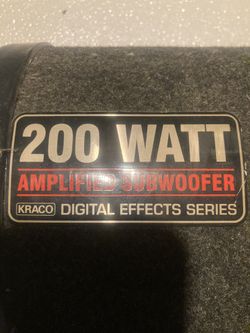 200 WATT
AMPLIFIED SUBWOOFER
KRACO DIGITAL EFFECTS SERIES